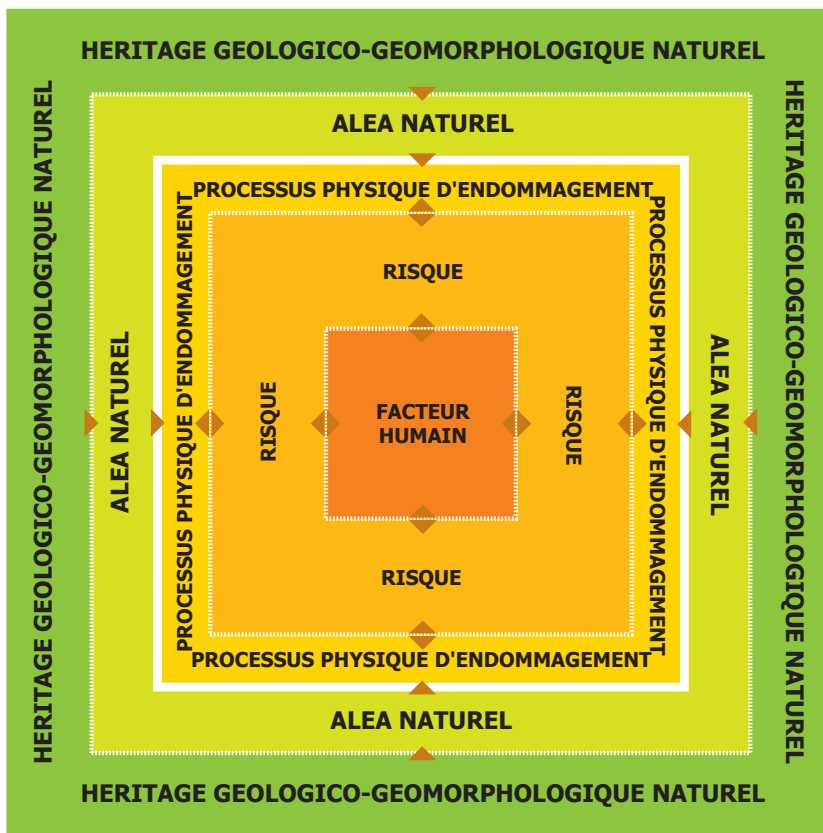 HERITAGE GEOLOGICO-GEOMORPHOLOGIQUE NATUREL
HERITAGE GEOLOGICO-GEOMORPHOLOGIQUE NATUREL
HERITAGE GEOLOGICO-GEOMORPHOLOGIQUE NATUREL
ALEA NATUREL
PROCESSUS PHYSIQUE D'ENDOMMAGEMENT
PROCESSUS PHYSIQUE D'ENDOMMAGEMENT
PROCESSUS PHYSIQUE D'ENDOMMAGEMENT
RISQUE
ALEA NATUREL
RISQUE
FACTEUR
HUMAIN
RISQUE
ALEA NATUREL
RISQUE
PROCESSUS PHYSIQUE D'ENDOMMAGEMENT
ALEA NATUREL
HERITAGE GEOLOGICO-GEOMORPHOLOGIQUE NATUREL